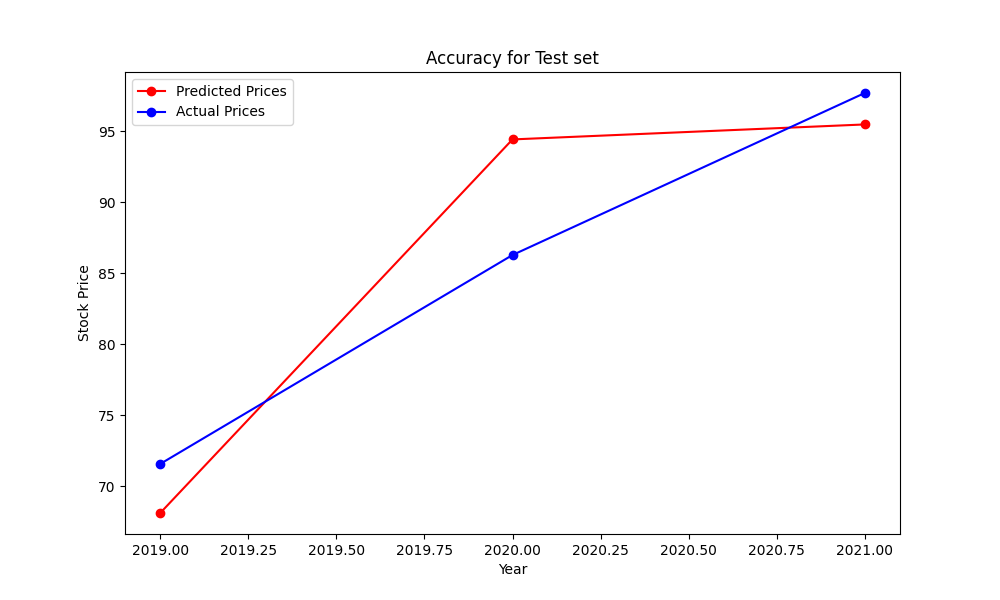 Accuracy for Test set
Predicted Prices
Actual Prices
95
90
85
80
75
70
Stock Price
2019.00 2019.25 2019.50 2019.75 2020.00 2020.25 2020.50 2020.75 2021.00
Year